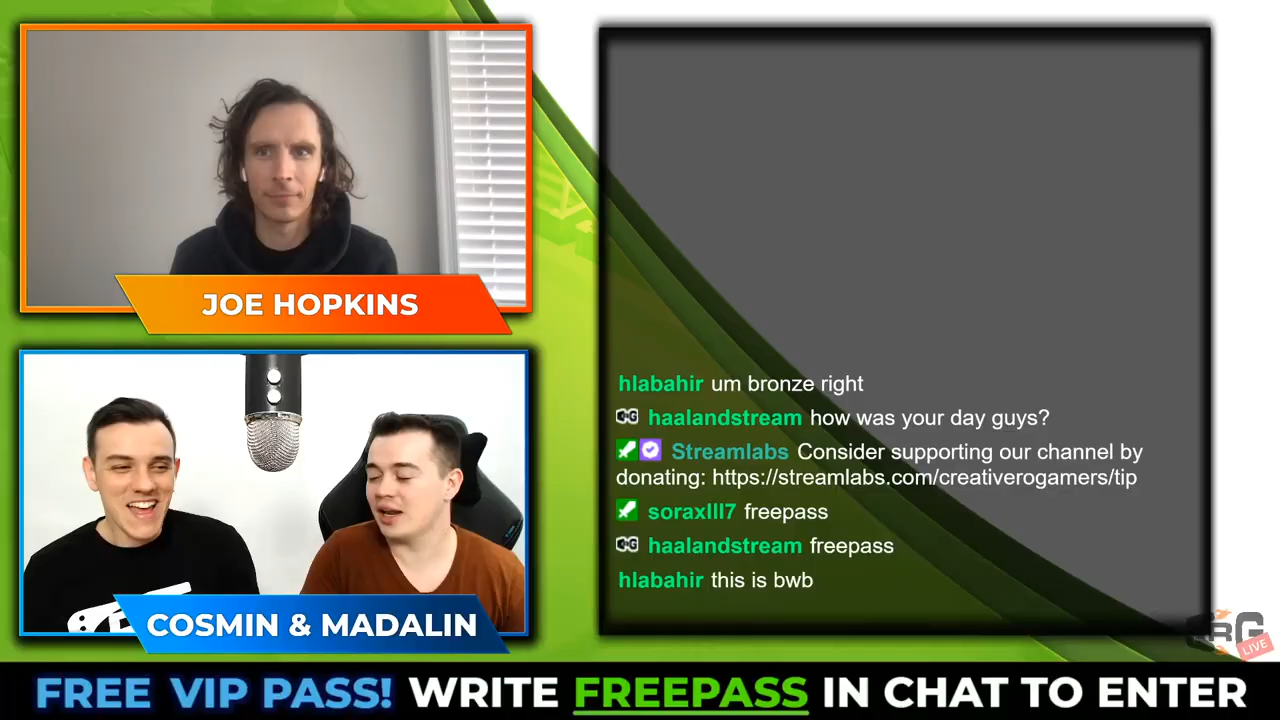 JOE HOPKINS
COSMIN & MADALIN
hlabahir um bronze right
haalandstream how was your day guys?
Streamlabs Consider supporting our channel by
donating: https://streamlabs.com/creativerogamers/tip
soraxlll7 freepass
haalandstream freepass
hlabahir this is bwb
CRG
LIVE
FREE VIP PASS! WRITE FREEPASS IN CHAT TO ENTER